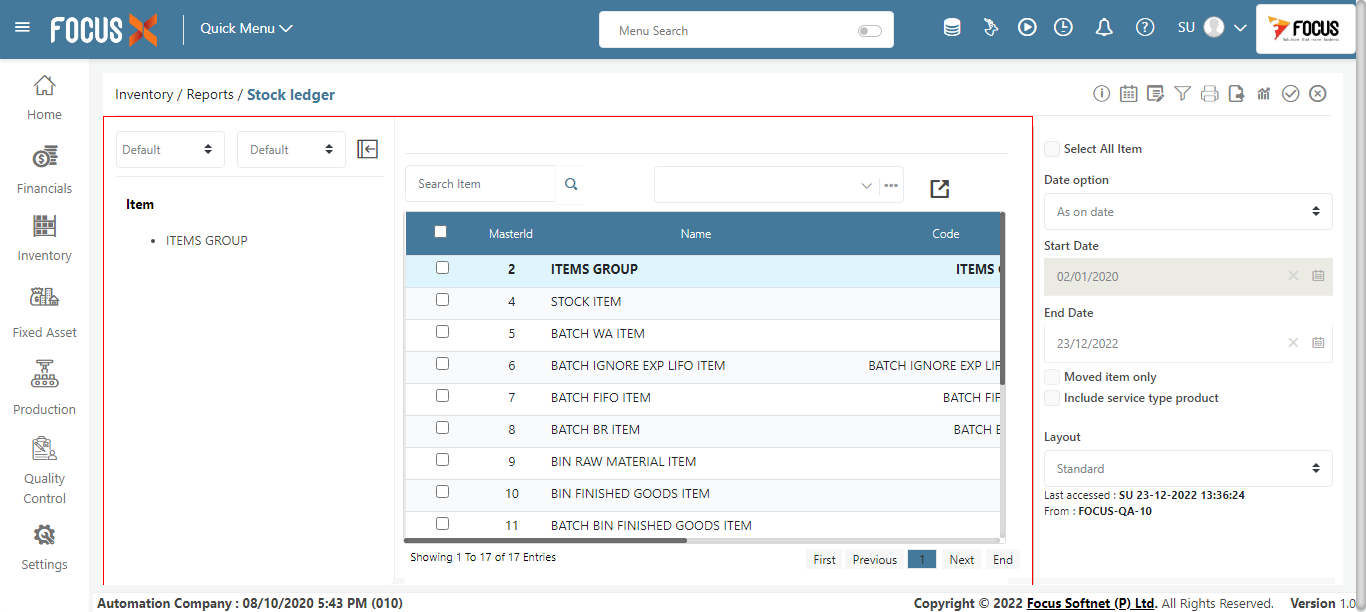 FOCUS X
Quick Menu
Menu Search
SU
FOCUS
Home
Financials
Inventory
Fixed Asset
Production
Quality
Control
Settings
Inventory / Reports / Stock ledger
Default
Default
Item
ITEMS GROUP
Search Item
MasterId Name Code
2 ITEMS GROUP ITEMS
4 STOCK ITEM
5 BATCH WA ITEM
6 BATCH IGNORE EXP LIFO ITEM BATCH IGNORE EXP LIF
7 BATCH FIFO ITEM BATCH FIF
8 BATCH BR ITEM BATCH B
9 BIN RAW MATERIAL ITEM
10 BIN FINISHED GOODS ITEM
11 BATCH BIN FINISHED GOODS ITEM
Showing 1 To 17 of 17 Entries
First Previous 1 Next End
Select All Item
Date option
As on date
Start Date
02/01/2020
End Date
23/12/2022
Moved item only
Include service type product
Layout
Standard
Last accessed : SU 23-12-2022 13:36:24
From : FOCUS-QA-10
Automation Company : 08/10/2020 5:43 PM (010)
Copyright © 2022 Focus Softnet (P) Ltd. All Rights Reserved. Version 1.0